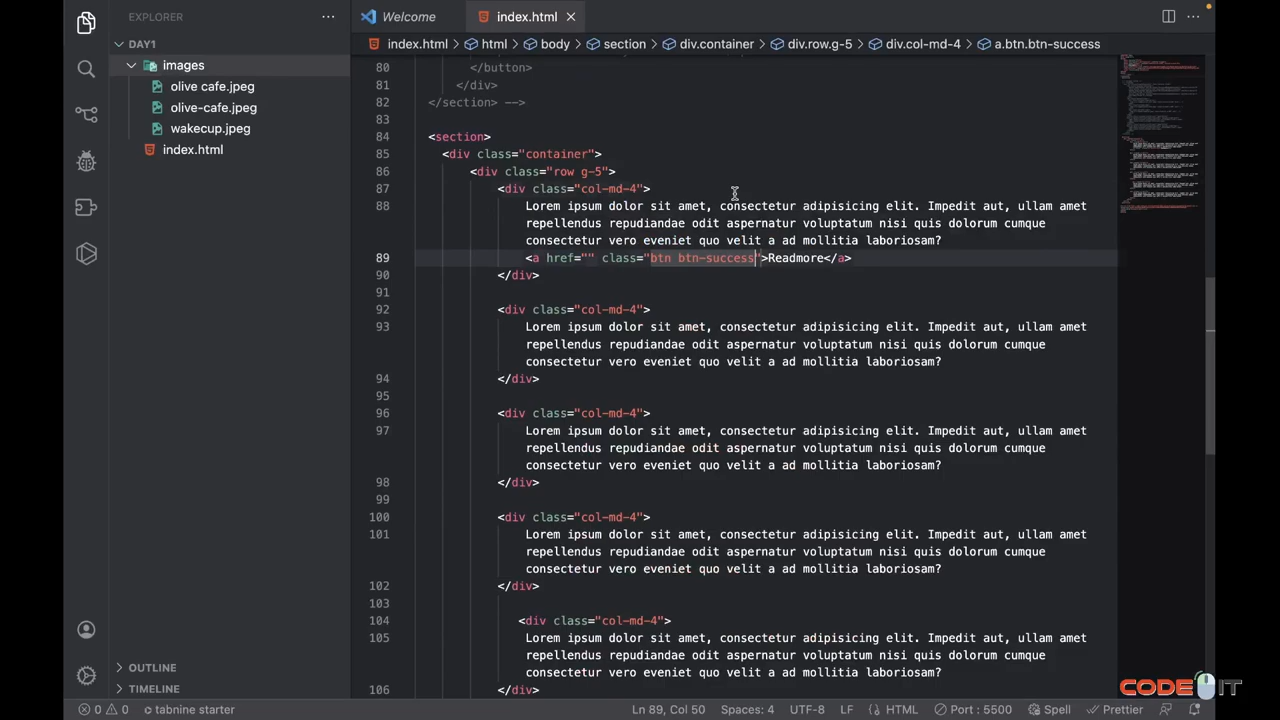 EXPLORER
DAY1
images
olive cafe.jpeg
olive-cafe.jpeg
wakecup.jpeg
index.html
OUTLINE
TIMELINE
Welcome
index.html
index.html > html > body > section > div.container > div.row.g-5 > div.col-md-4 > a.btn.btn-success
80 </button>
81 </div>
82 </section> -->
83
84 <section>
85 <div class="container">
86 <div class="row g-5">
87 <div class="col-md-4">
88 Lorem ipsum dolor sit amet, consectetur adipisicing elit. Impedit aut, ullam amet
repellendus repudiandae odit aspernatur voluptatum nisi quis dolorum cumque
consectetur vero eveniet quo velit a ad mollitia laboriosam?
89 <a href="" class="btn btn-success">Readmore</a>
90 </div>
91
92 <div class="col-md-4">
93 Lorem ipsum dolor sit amet, consectetur adipisicing elit. Impedit aut, ullam amet
repellendus repudiandae odit aspernatur voluptatum nisi quis dolorum cumque
consectetur vero eveniet quo velit a ad mollitia laboriosam?
94 </div>
95
96 <div class="col-md-4">
97 Lorem ipsum dolor sit amet, consectetur adipisicing elit. Impedit aut, ullam amet
repellendus repudiandae odit aspernatur voluptatum nisi quis dolorum cumque
consectetur vero eveniet quo velit a ad mollitia laboriosam?
98 </div>
99
100 <div class="col-md-4">
101 Lorem ipsum dolor sit amet, consectetur adipisicing elit. Impedit aut, ullam amet
repellendus repudiandae odit aspernatur voluptatum nisi quis dolorum cumque
consectetur vero eveniet quo velit a ad mollitia laboriosam?
102 </div>
103
104 <div class="col-md-4">
105 Lorem ipsum dolor sit amet, consectetur adipisicing elit. Impedit aut, ullam amet
repellendus repudiandae odit aspernatur voluptatum nisi quis dolorum cumque
consectetur vero eveniet quo velit a ad mollitia laboriosam?
106 </div>
CODE IT
0 0 tabnine starter Ln 89, Col 50 Spaces: 4 UTF-8 LF HTML Port : 5500 Spell Prettier